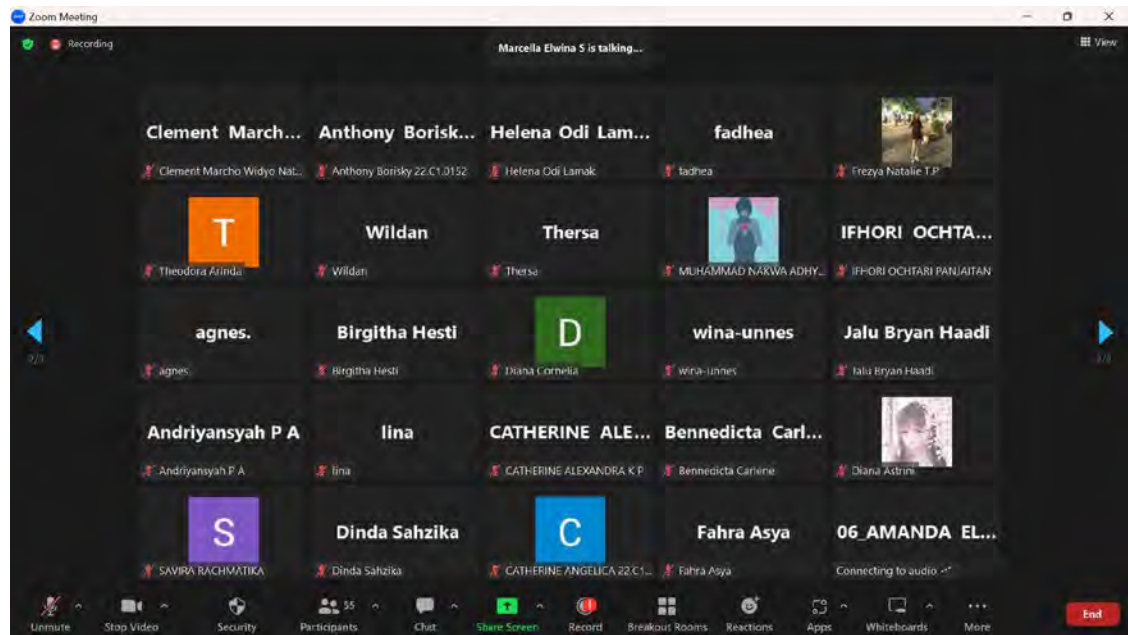 Zoom Meeting
Recording
Marcella Elwina S is talking...
View
Clement March... Anthony Borisk... Helena Odi Lam... fadhea
Clement Marcho Widyo Nat... Anthony Borisky 22.C1.0152 Helena Odi Lamak fadhea Frezya Natalie T.P
T Wildan Thersa IFHORI OCHTA...
Theodora Arinda Wildan Thersa MUHAMMAD NAKWA ADHY... IFHORI OCHTARI PANJAITAN
agnes. Birgitha Hesti D wina-unnes Jalu Bryan Haadi
agnes. Birgitha Hesti Diana Cornelia wina-unnes Jalu Bryan Haadi
Andriyansyah P A lina CATHERINE ALE... Bennedicta Carl...
Andriyansyah P A lina CATHERINE ALEXANDRA K P Bennedicta Carlene Diana Astrini
S Dinda Sahzika C Fahra Asya 06_AMANDA EL...
SAVIRA RACHMATIKA Dinda Sahzika CATHERINE ANGELICA 22.C1... Fahra Asya Connecting to audio
Unmute Stop Video Security Participants 55 Chat Share Screen Record Breakout Rooms Reactions Apps Whiteboards More End